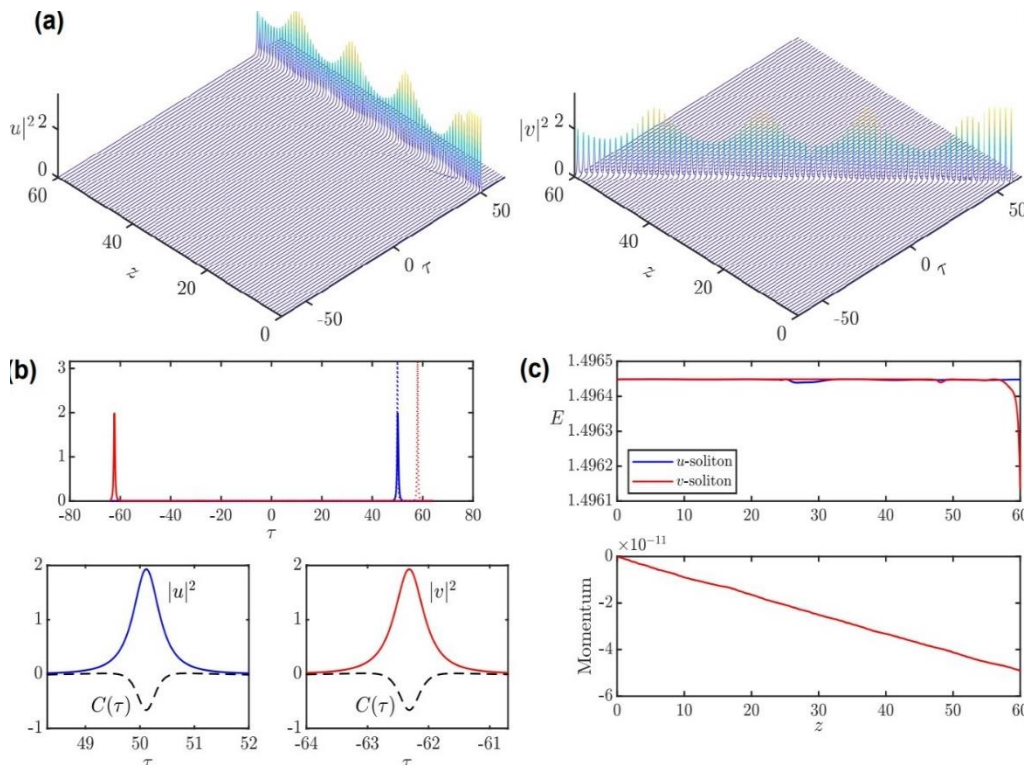 (a)
u|² 2
0
60
40
z
20
0
-50
0 τ
50
|v|² 2
0
60
40
z
20
0
-50
0 τ
50
(b)
3
2
1
0
-80 -60 -40 -20 0 20 40 60 80
τ
2
1
0
-1
|u|²
C(τ)
49 50 51 52
τ
2
1
0
-1
|v|²
C(τ)
-64 -63 -62 -61
τ
(c)
1.4965
1.4964
E
1.4963
1.4962
1.4961
u-soliton
v-soliton
0 10 20 30 40 50 60
×10⁻¹¹
0
-2
-4
-6
Momentum
0 10 20 30 40 50 60
z